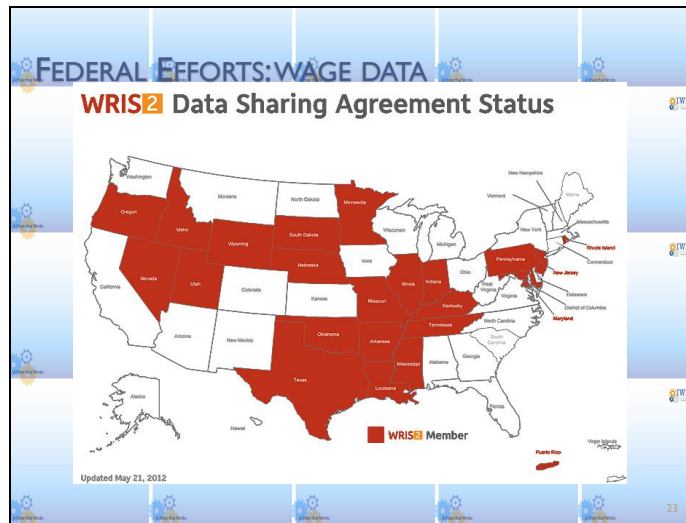 FEDERAL EFFORTS: WAGE DATA
WRIS2 Data Sharing Agreement Status
Washington
Oregon
Idaho
Montana
Wyoming
North Dakota
South Dakota
Nebraska
Minnesota
Wisconsin
Michigan
Iowa
Nevada
Utah
California
Colorado
Kansas
Arizona
New Mexico
Oklahoma
Texas
Missouri
Arkansas
Louisiana
Mississippi
Illinois
Indiana
Ohio
Kentucky
Tennessee
Alabama
Georgia
Florida
South
Carolina
North Carolina
Virginia
West
Virginia
Pennsylvania
New York
Vermont
New Hampshire
Maine
Massachusetts
Rhode Island
Connecticut
New Jersey
Delaware
District of Columbia
Maryland
Alaska
Hawaii
Virgin Islands
Puerto Rico
WRIS2 Member
Updated May 21, 2012
23